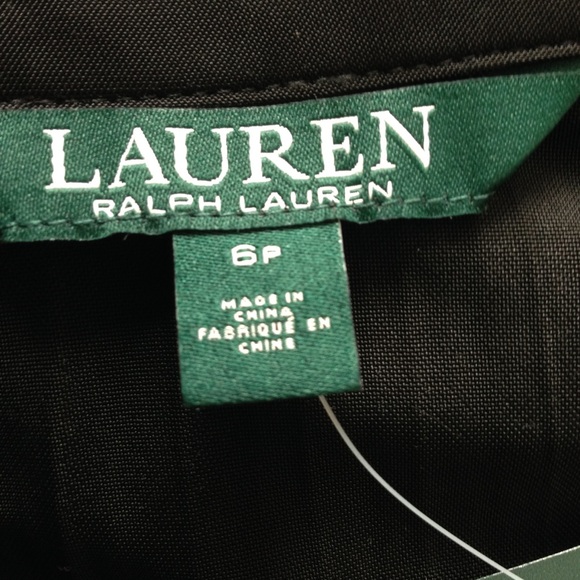 LAUREN
RALPH LAUREN
6P
MADE IN
CHINA
FABRIQUÉ EN
CHINE